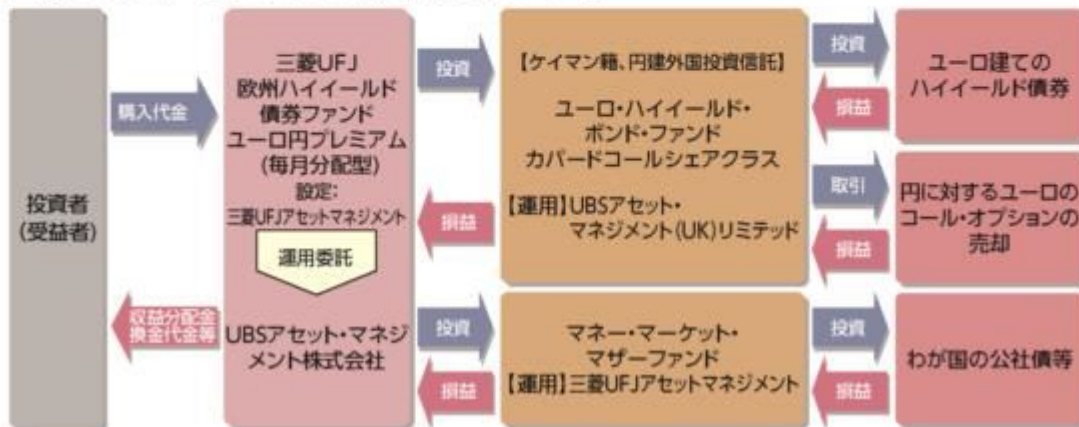 投資者
(受益者)
購入代金
収益分配金
換金代金等
三菱UFJ
欧州ハイイールド
債券ファンド
ユーロ円プレミアム
(毎月分配型)
設定:
三菱UFJアセットマネジメント
運用委託
UBSアセット・マネジ
メント株式会社
投資
損益
投資
損益
【ケイマン籍、円建外国投資信託】
ユーロ・ハイイールド・
ボンド・ファンド
カバードコールシェアクラス
【運用】UBSアセット・
マネジメント(UK)リミテッド
マネー・マーケット・
マザーファンド
【運用】三菱UFJアセットマネジメント
投資
損益
取引
損益
投資
損益
ユーロ建ての
ハイイールド債券
円に対するユーロの
コール・オプションの
売却
わが国の公社債等